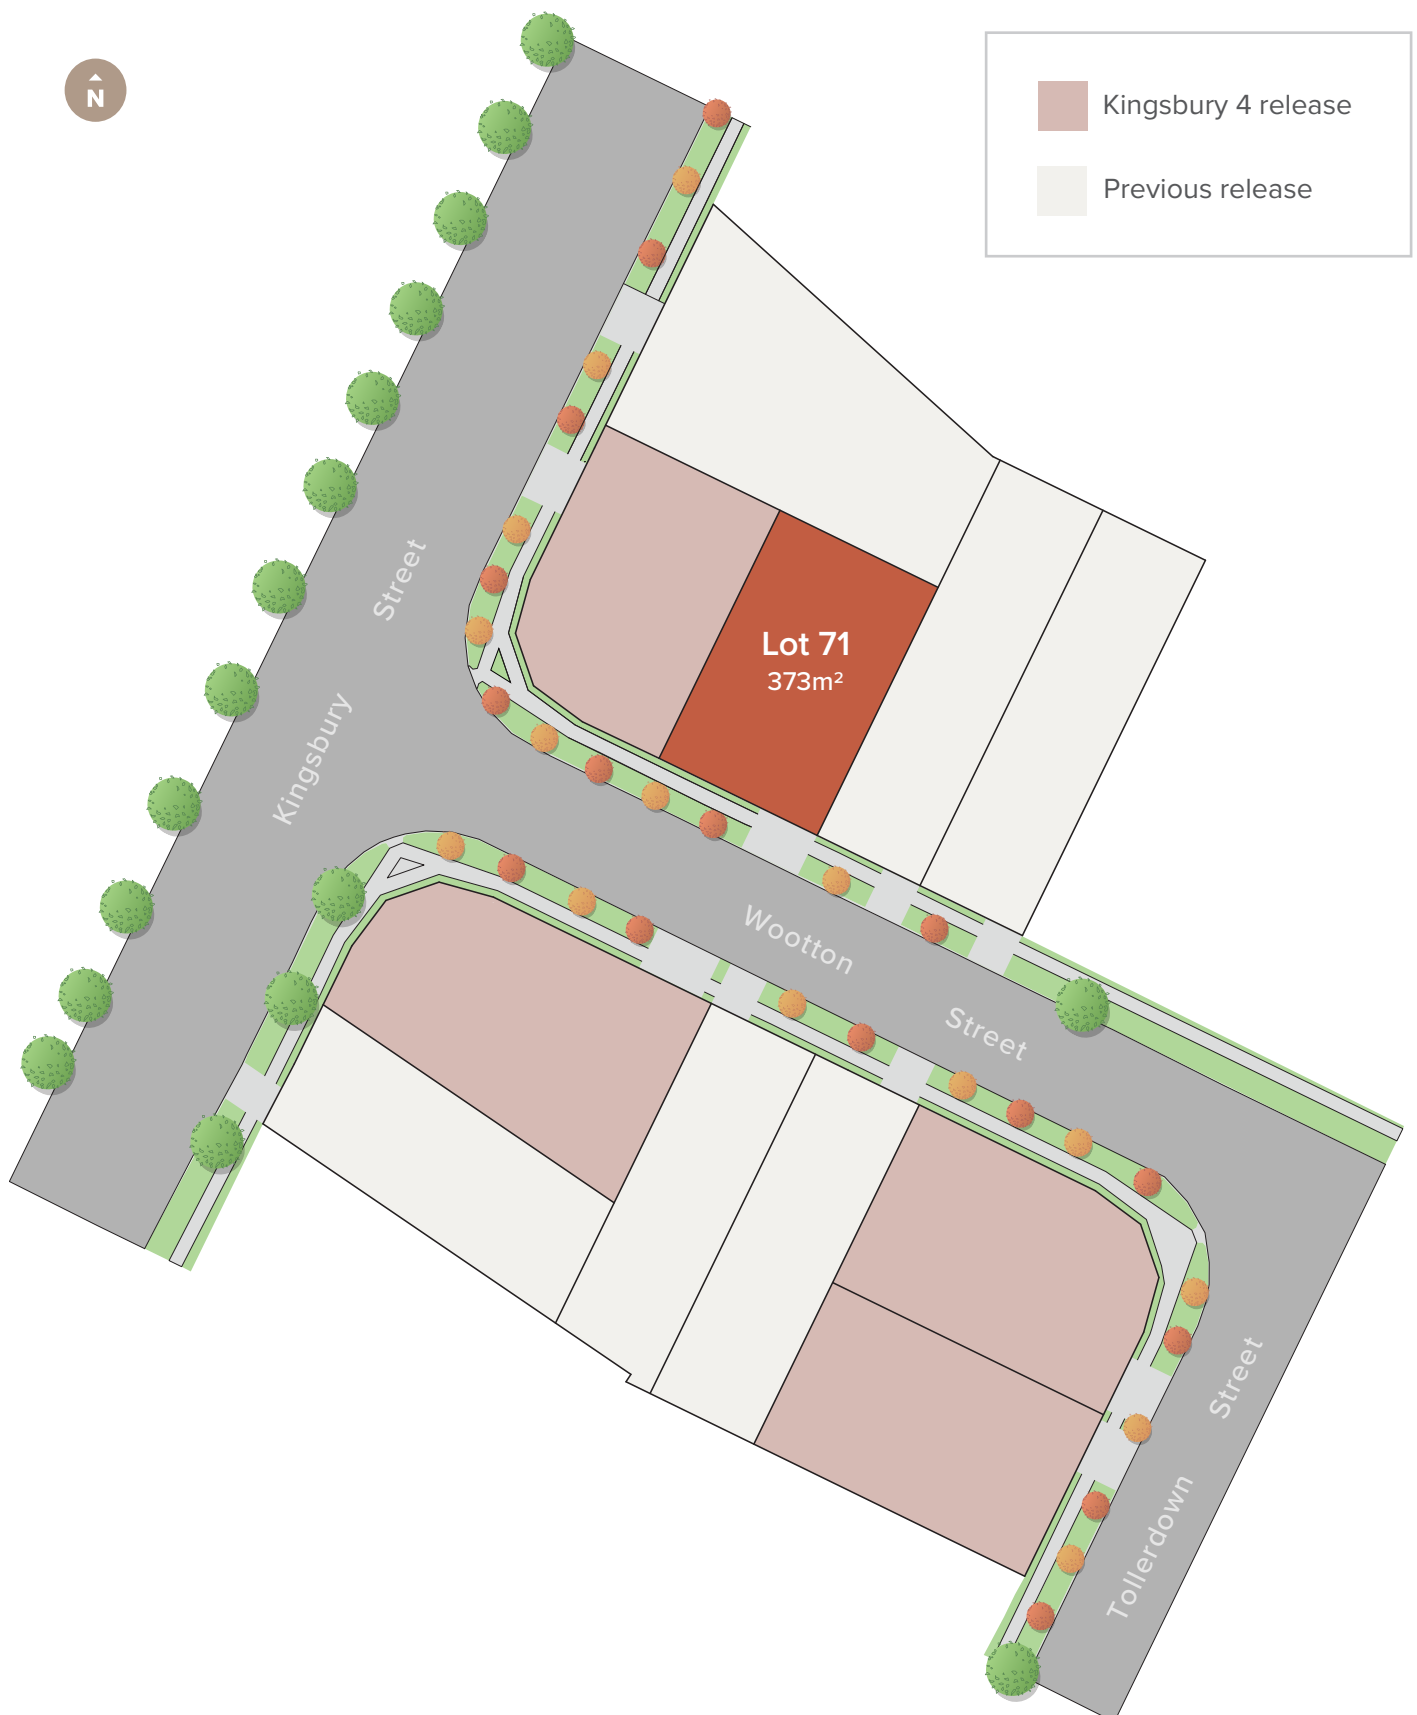 N
Kingsbury 4 release
Previous release
Lot 71
373m²
Kingsbury Street
Wootton Street
Tollerdown Street